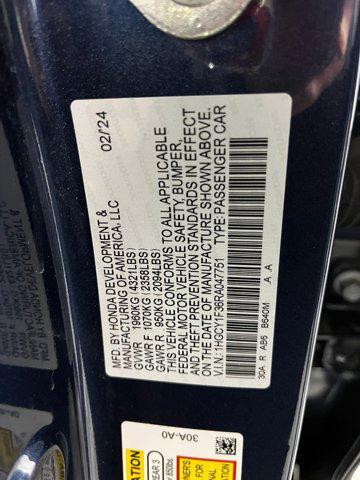 MFD. BY HONDA DEVELOPMENT & 02/'24
MANUFACTURING OF AMERICA, LLC
GVWR 1960KG (4321LBS)
GAWR F 1070KG (2358LBS)
GAWR R 950KG (2094LBS)
THIS VEHICLE CONFORMS TO ALL APPLICABLE
FEDERAL MOTOR VEHICLE SAFETY, BUMPER,
AND THEFT PREVENTION STANDARDS IN EFFECT
ON THE DATE OF MANUFACTURE SHOWN ABOVE.
V.I.N.: 1HGCY1F38RA047751 TYPE: PASSENGER CAR
30A R AB6 B640M A A
30A-A0